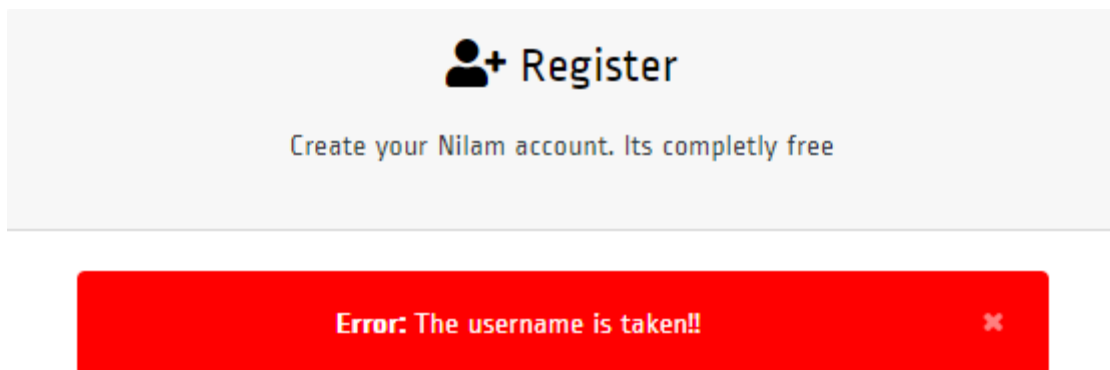 Register
Create your Nilam account. Its completly free
Error: The username is taken!!